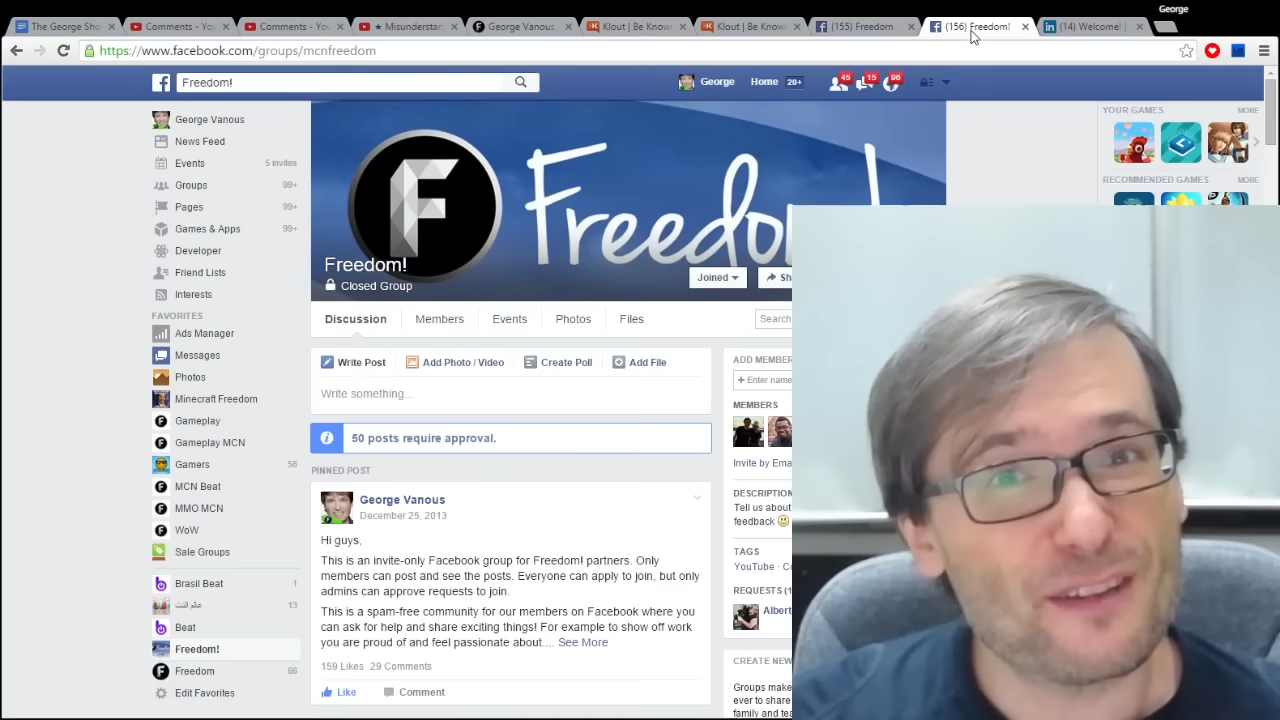 George
The George Sho
Comments - You
Comments - You
★ Misunderstan
George Vanous
Klout | Be Know
Klout | Be Know
(155) Freedom
(156) Freedom!
(14) Welcome! |
https://www.facebook.com/groups/mcnfreedom
Freedom!
George
Home
20+
45
15
96
George Vanous
News Feed
Events
5 invites
Groups
99+
Pages
99+
Games & Apps
99+
Developer
Friend Lists
Interests
FAVORITES
Ads Manager
Messages
Photos
Minecraft Freedom
Gameplay
Gameplay MCN
Gamers
58
MCN Beat
MMO MCN
WoW
Sale Groups
Brasil Beat
1
عالم النت
13
Beat
Freedom!
Freedom
66
Edit Favorites
F
Freedom!
Freedom!
Closed Group
Joined
Sha
Discussion
Members
Events
Photos
Files
Search
Write Post
Add Photo / Video
Create Poll
Add File
Write something...
50 posts require approval.
PINNED POST
George Vanous
December 25, 2013
Hi guys,
This is an invite-only Facebook group for Freedom! partners. Only
members can post and see the posts. Everyone can apply to join, but only
admins can approve requests to join.
This is a spam-free community for our members on Facebook where you
can ask for help and share exciting things! For example to show off work
you are proud of and feel passionate about.... See More
159 Likes 29 Comments
Like
Comment
ADD MEMBER
+ Enter name
MEMBERS
Invite by Ema
DESCRIPTION
Tell us about
feedback
TAGS
YouTube · Co
REQUESTS (1
Albert
CREATE NEW
Groups make
ever to share
family and tea
YOUR GAMES
MORE
RECOMMENDED GAMES
MORE